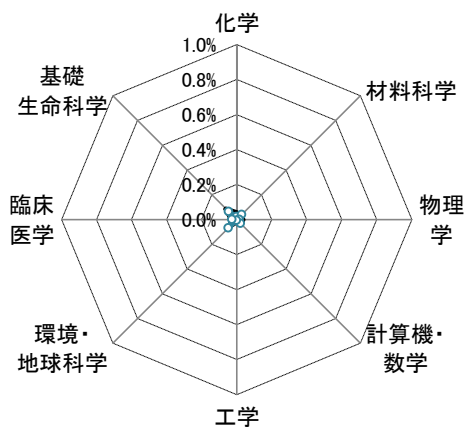 化学
1.0%
0.8%
0.6%
0.4%
0.2%
0.0%
材料科学
物理
学
計算機・
数学
工学
環境・
地球科学
臨床
医学
基礎
生命科学